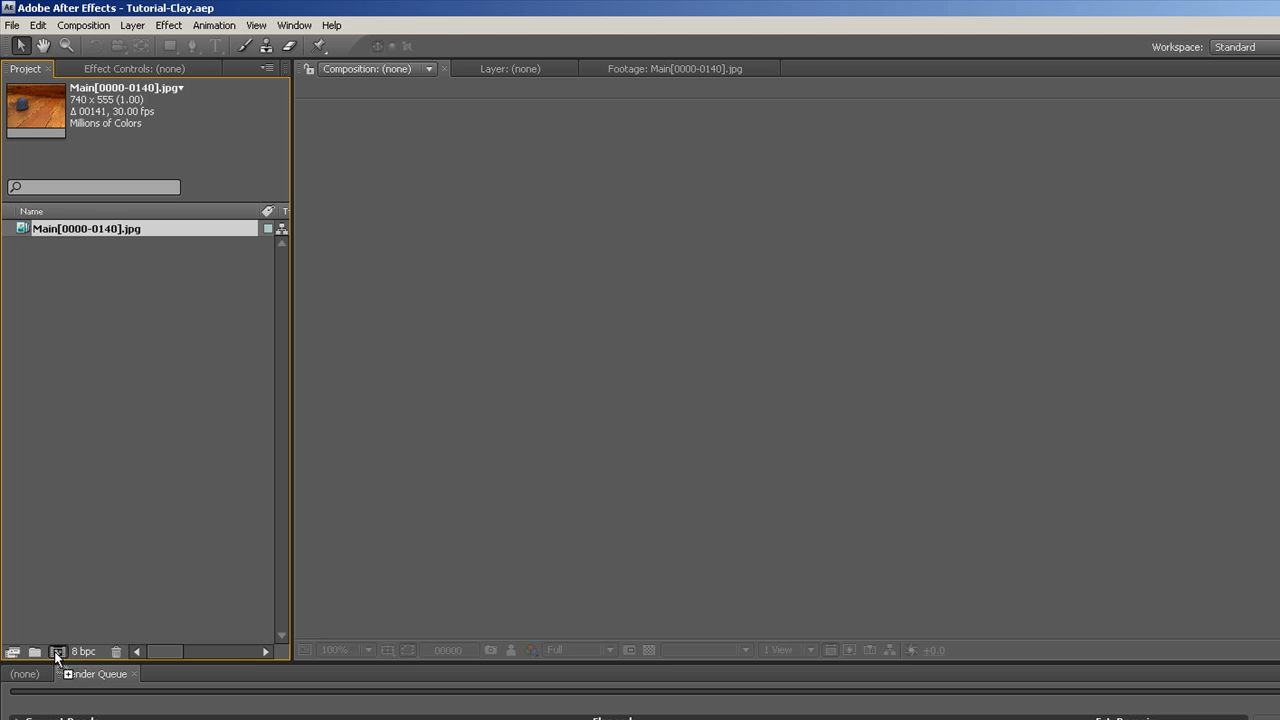 Adobe After Effects - Tutorial-Clay.aep
File Edit Composition Layer Effect Animation View Window Help
Workspace: Standard
Project × Effect Controls: (none)
Composition: (none) × Layer: (none) Footage: Main[0000-0140].jpg
Main[0000-0140].jpg
740 x 555 (1.00)
Δ 00141, 30.00 fps
Millions of Colors
Name T
Main[0000-0140].jpg
8 bpc
100% 00000 Full 1 View +0.0
(none) ender Queue ×